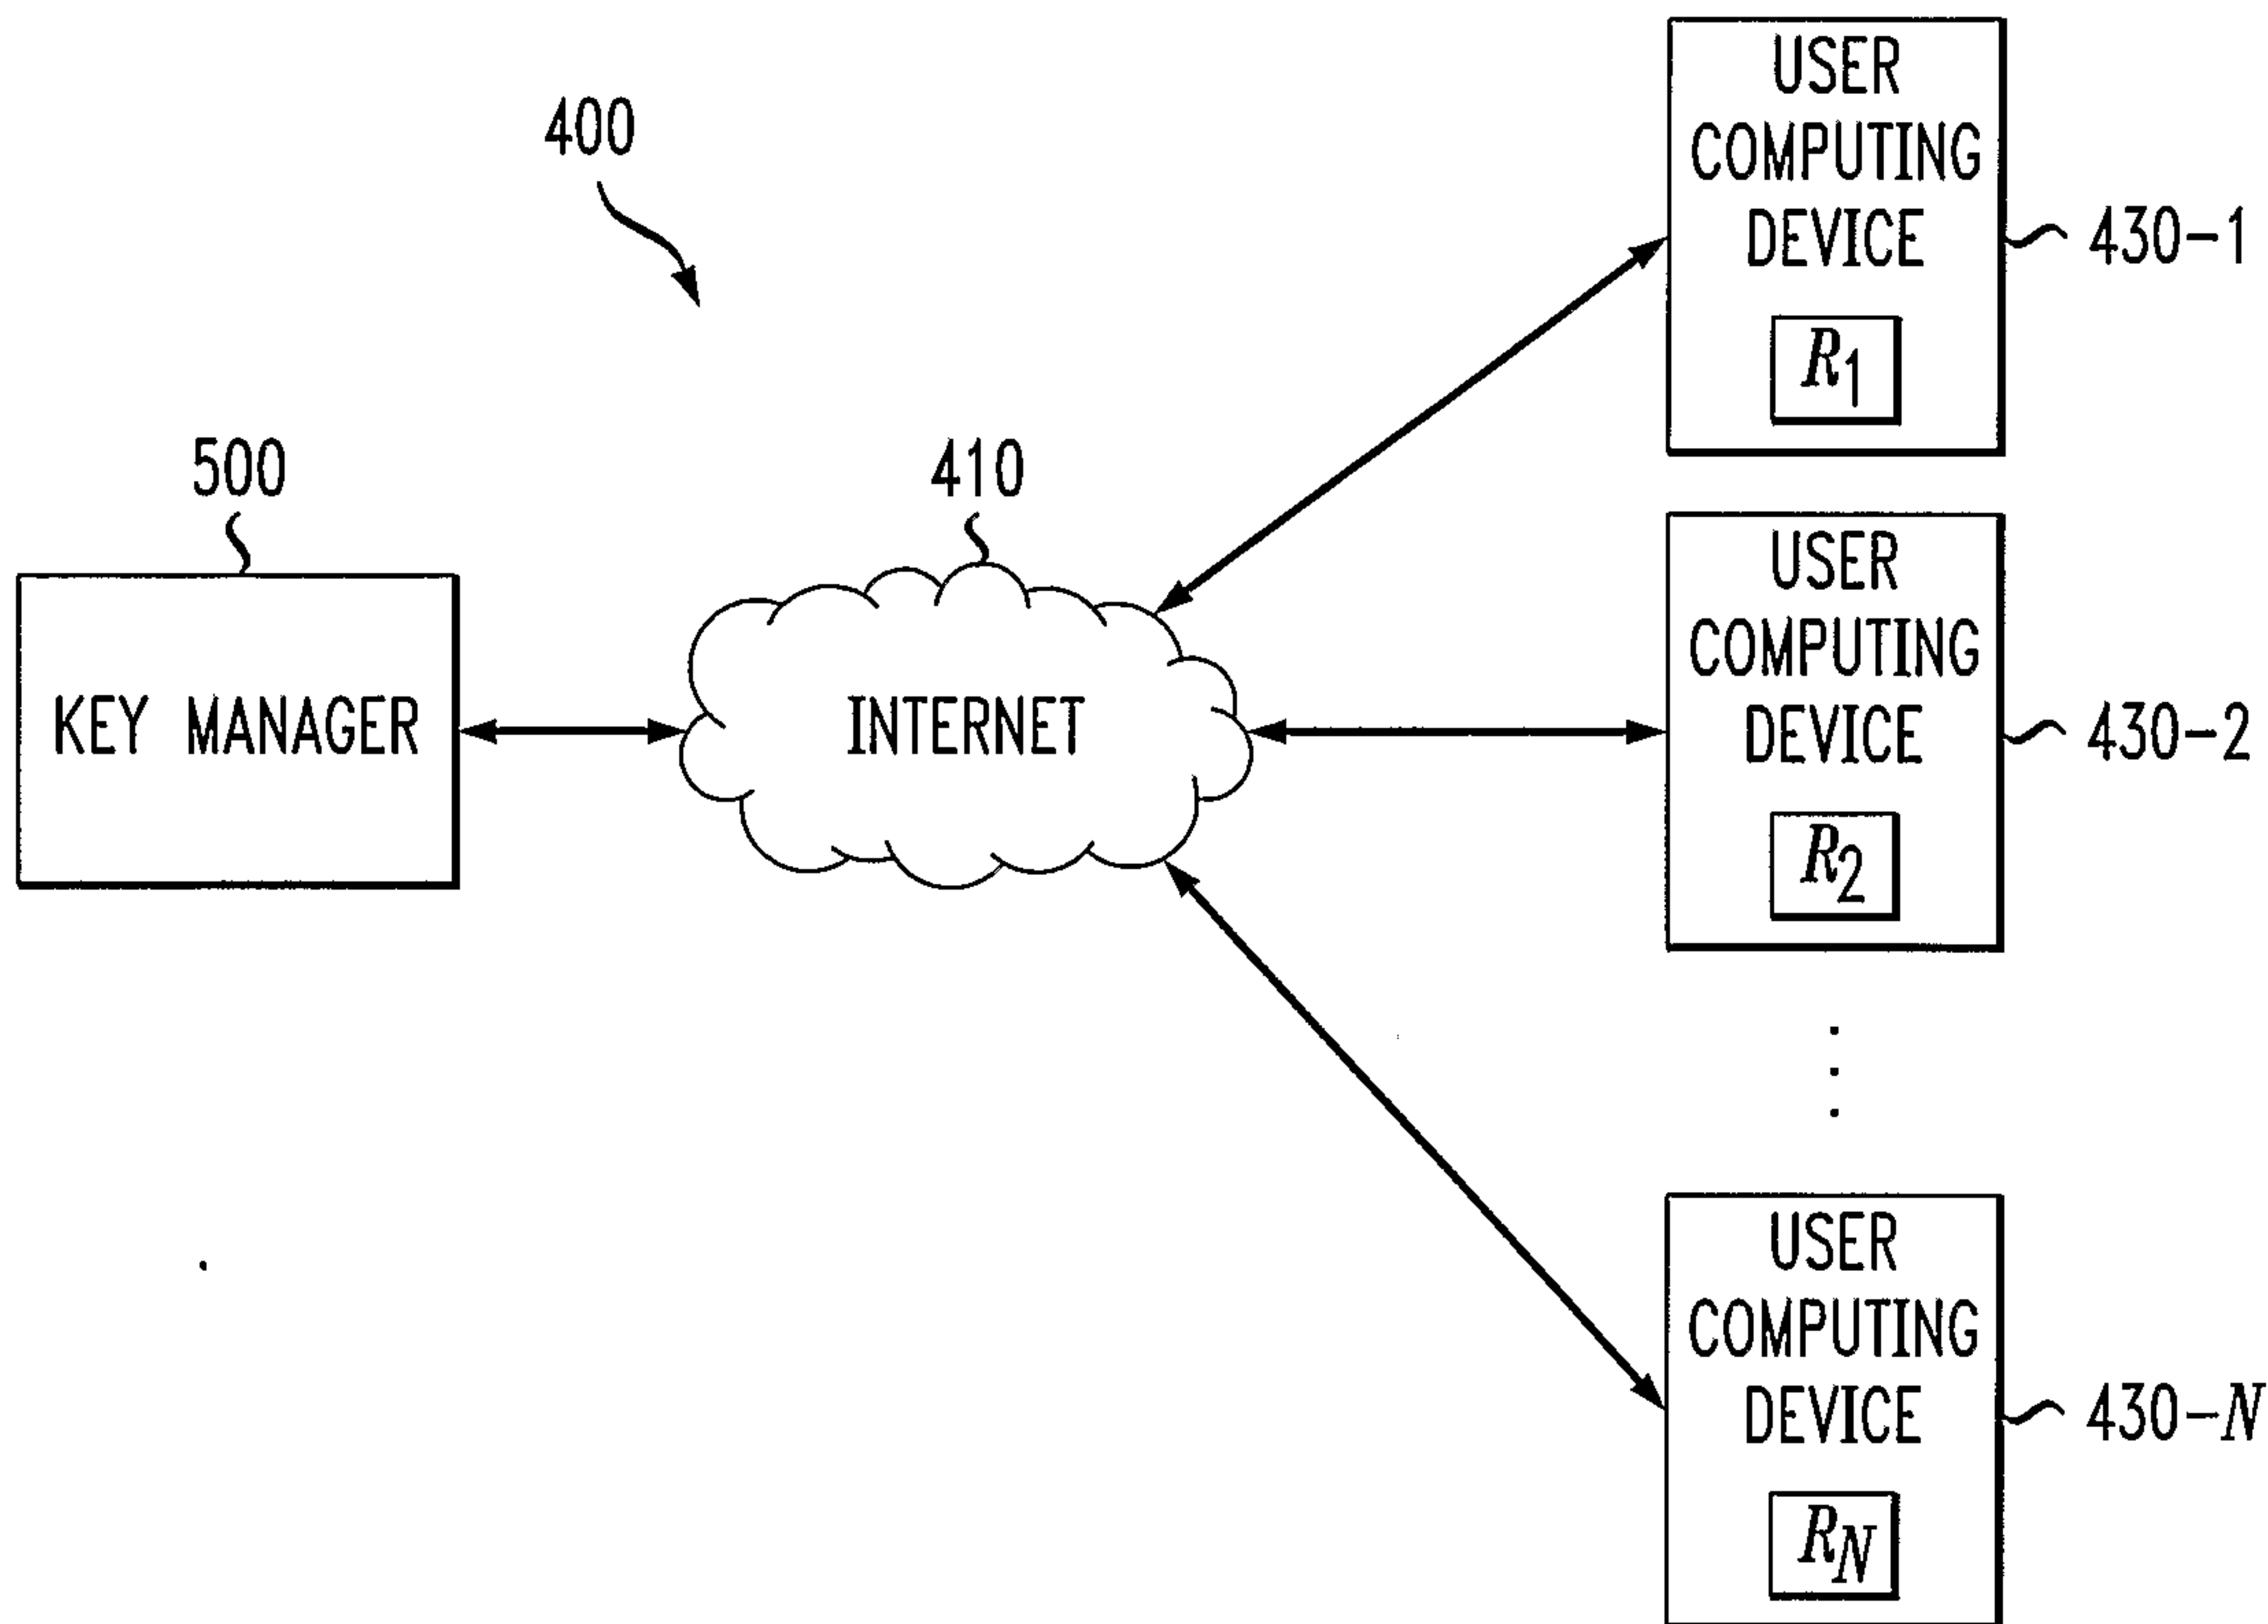 400
500
KEY MANAGER
410
INTERNET
USER
COMPUTING
DEVICE
R1
430-1
USER
COMPUTING
DEVICE
R2
430-2
USER
COMPUTING
DEVICE
RN
430-N